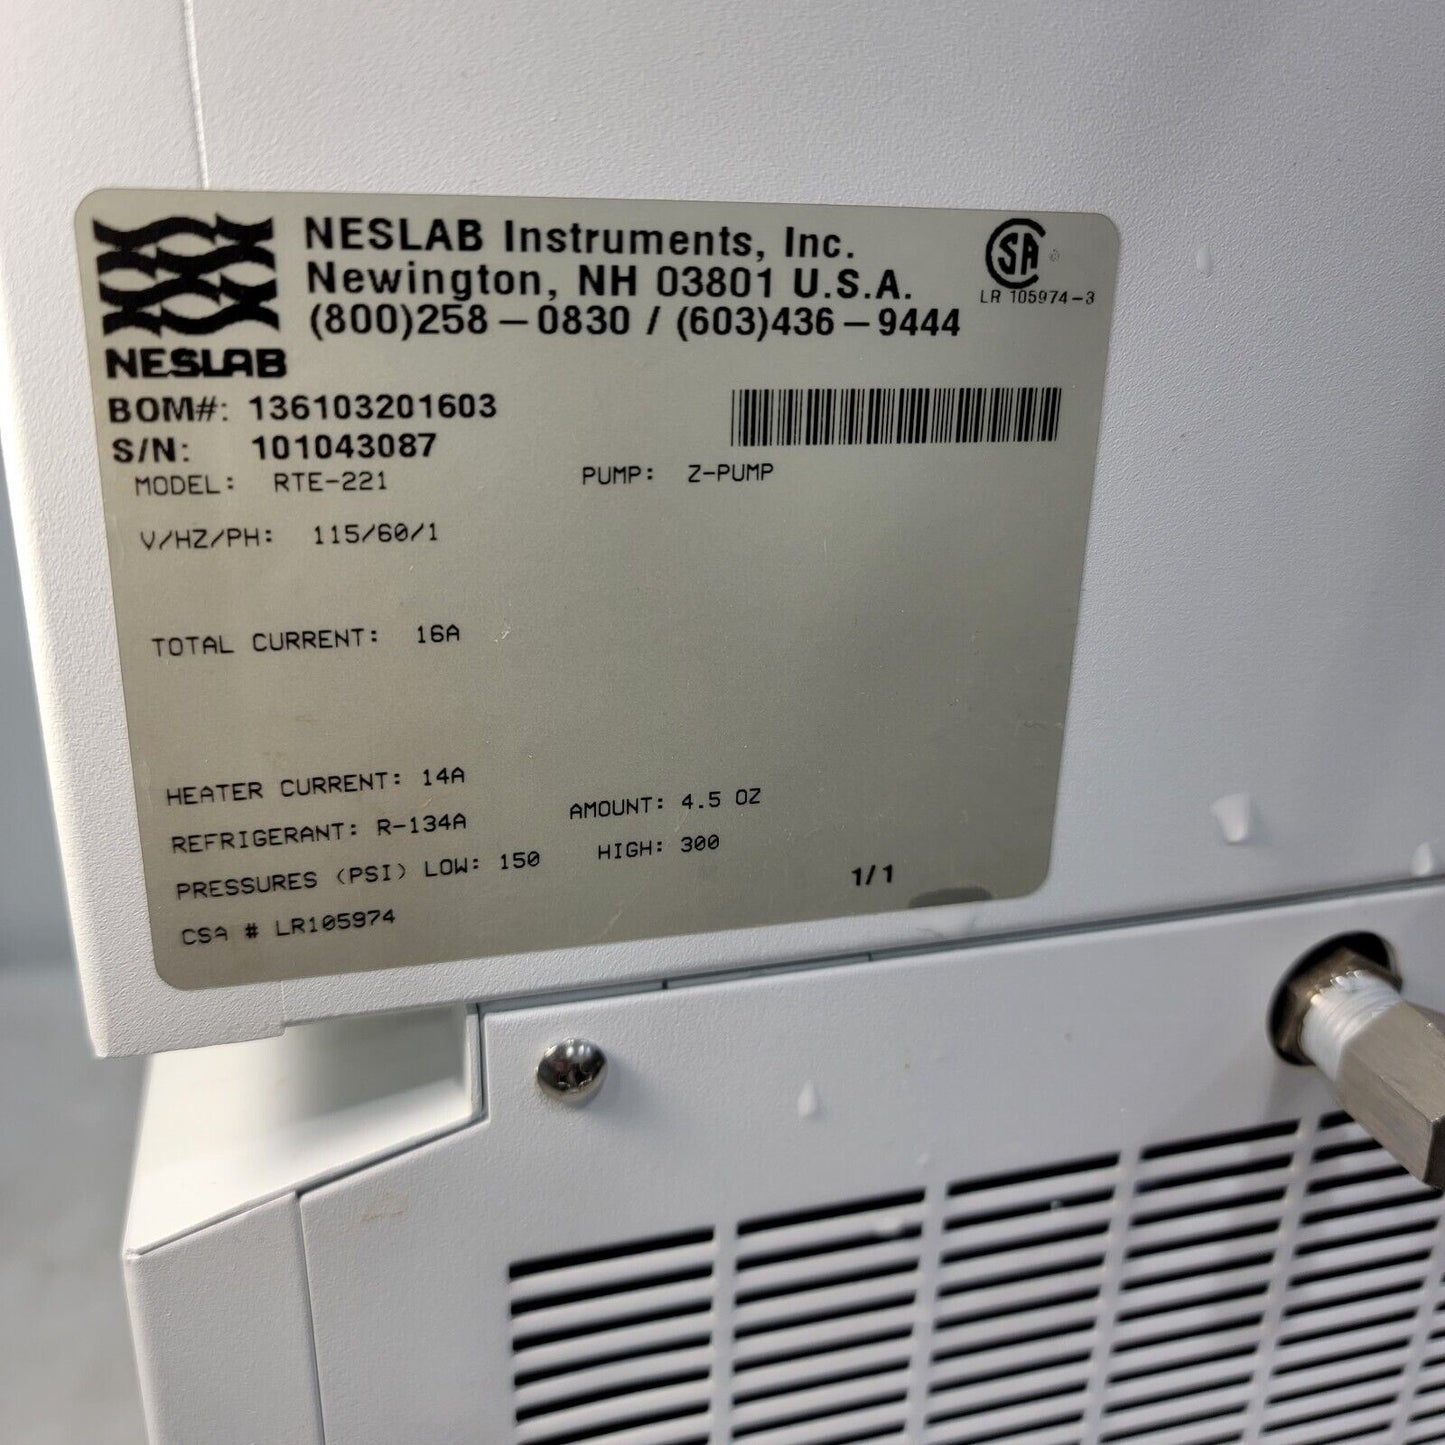 NESLAB Instruments, Inc.
Newington, NH 03801 U.S.A.
(800)258-0830 / (603)436-9444
SA
LR 105974-3
NESLAB
BOM#: 136103201603
S/N: 101043087
MODEL: RTE-221 PUMP: Z-PUMP
V/HZ/PH: 115/60/1
TOTAL CURRENT: 16A
HEATER CURRENT: 14A
REFRIGERANT: R-134A AMOUNT: 4.5 OZ
PRESSURES (PSI) LOW: 150 HIGH: 300
1/1
CSA # LR105974